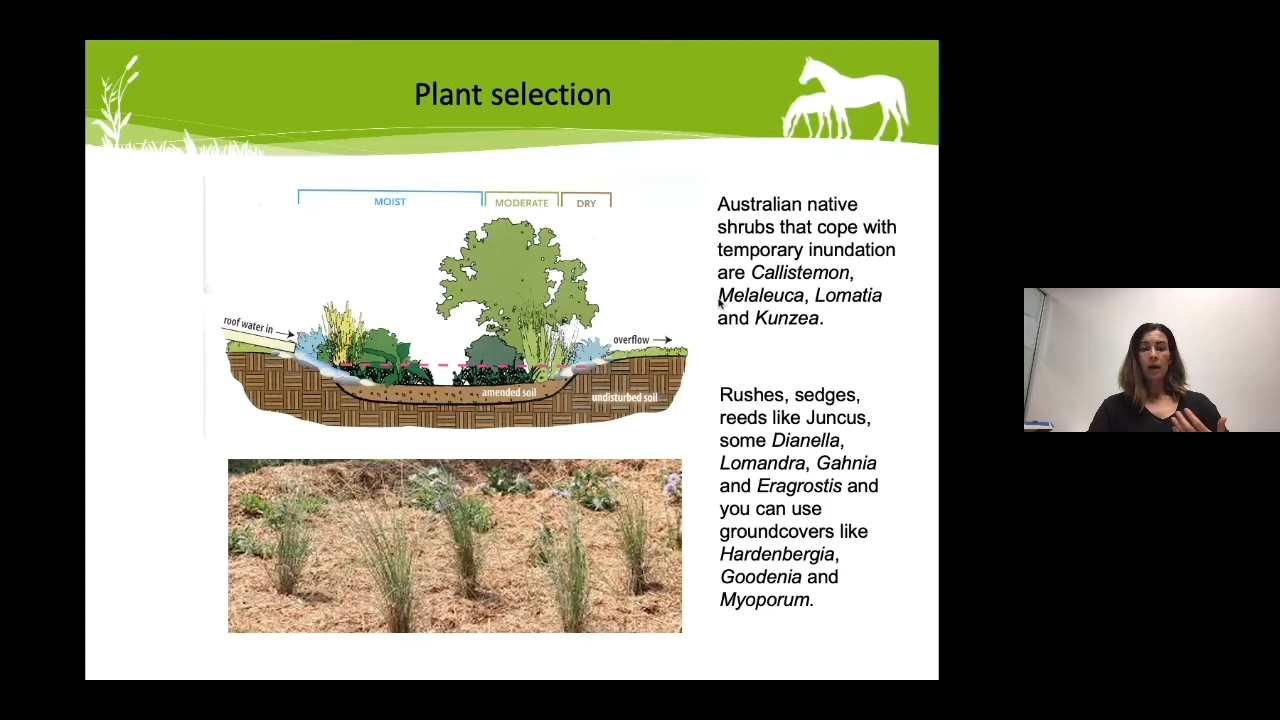 Plant selection
MOIST
MODERATE
DRY
roof water in
overflow
amended soil
undisturbed soil
Australian native
shrubs that cope with
temporary inundation
are Callistemon,
Melaleuca, Lomatia
and Kunzea.
Rushes, sedges,
reeds like Juncus,
some Dianella,
Lomandra, Gahnia
and Eragrostis and
you can use
groundcovers like
Hardenbergia,
Goodenia and
Myoporum.